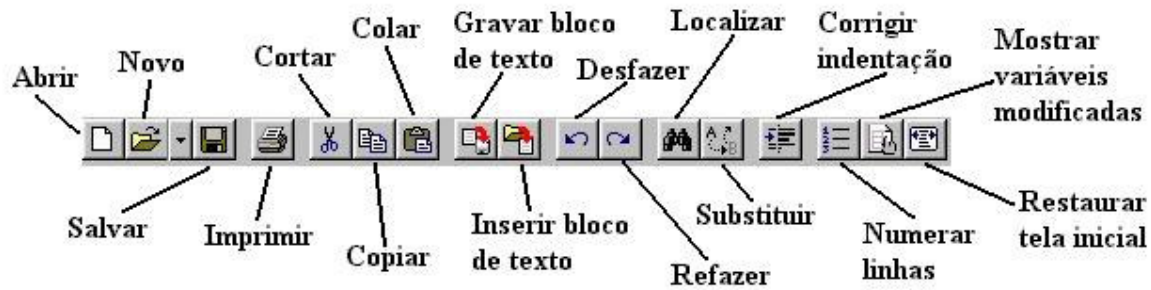 Abrir
Novo
Cortar
Colar
Gravar bloco
de texto
Desfazer
Localizar
Corrigir
indentação
Mostrar
variáveis
modificadas
Salvar
Imprimir
Copiar
Inserir bloco
de texto
Refazer
Substituir
Numerar
linhas
Restaurar
tela inicial